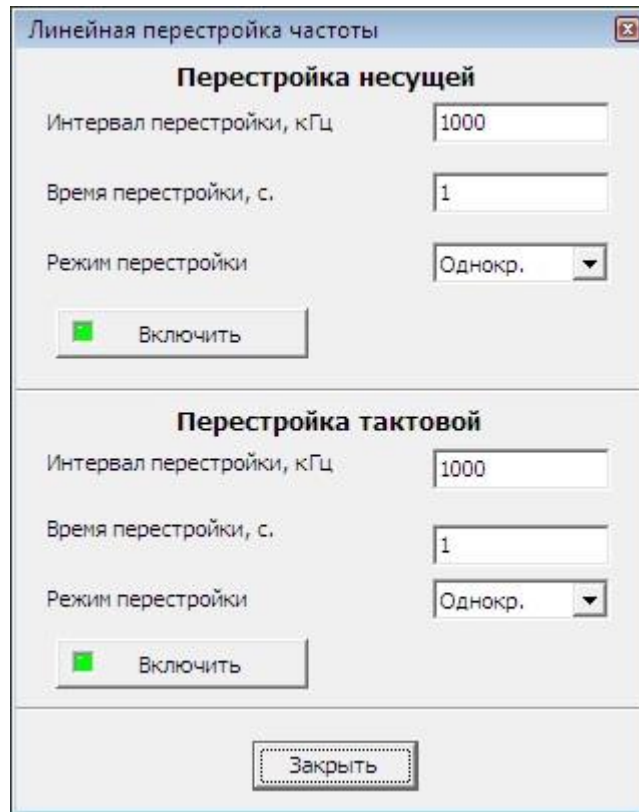 Линейная перестройка частоты
Перестройка несущей
Интервал перестройки, кГц 1000
Время перестройки, с. 1
Режим перестройки Однокр.
Включить
Перестройка тактовой
Интервал перестройки, кГц 1000
Время перестройки, с. 1
Режим перестройки Однокр.
Включить
Закрыть